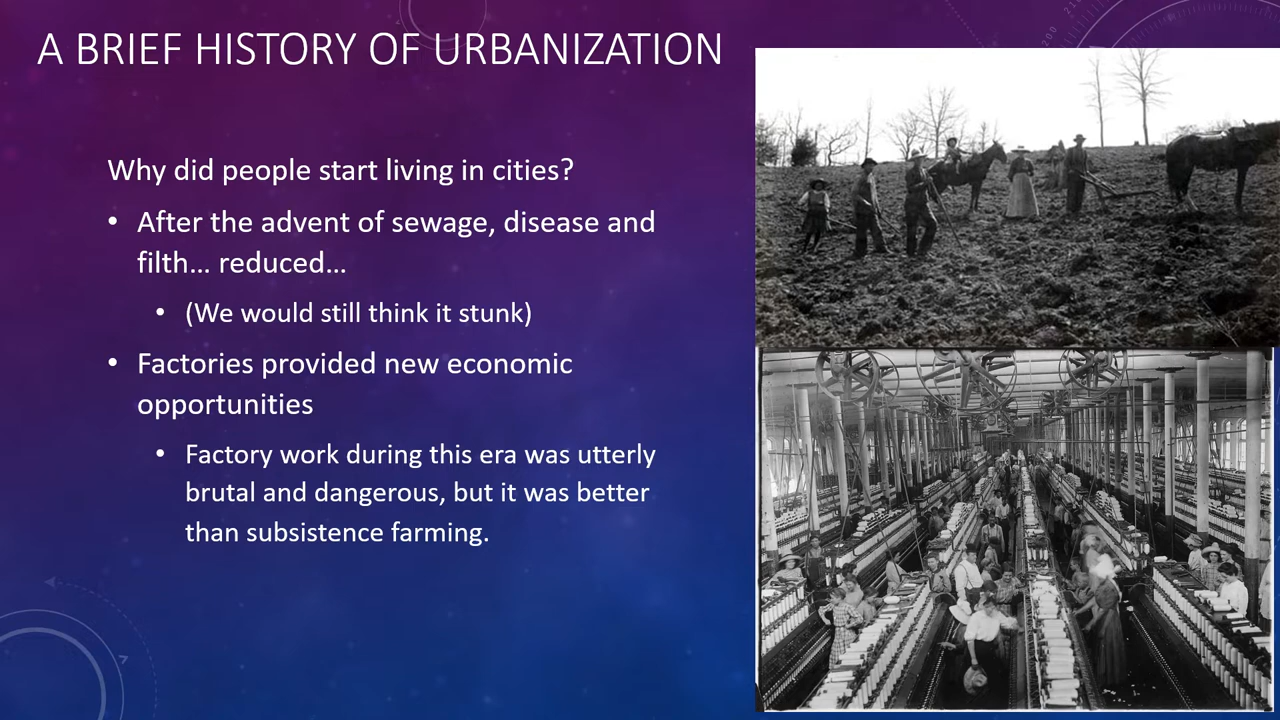 A BRIEF HISTORY OF URBANIZATION
Why did people start living in cities?
• After the advent of sewage, disease and
filth… reduced…
• (We would still think it stunk)
• Factories provided new economic
opportunities
• Factory work during this era was utterly
brutal and dangerous, but it was better
than subsistence farming.
200